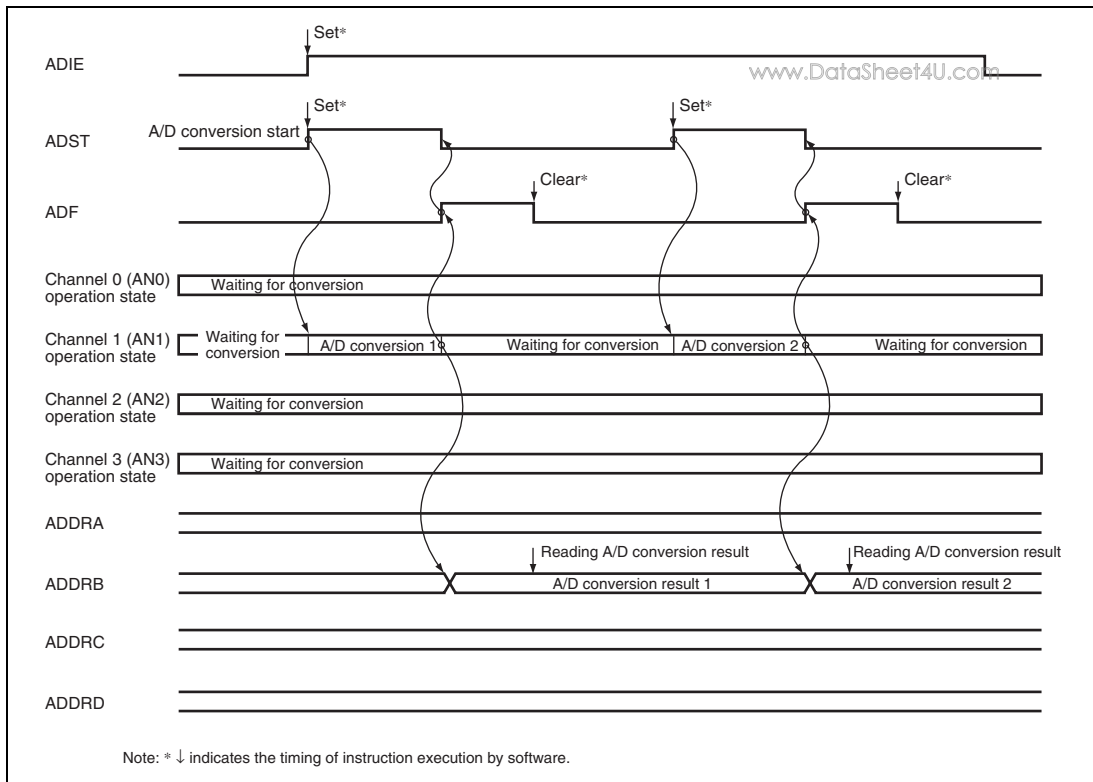 Set*
ADIE
www.DataSheet4U.com
Set*
Set*
A/D conversion start
ADST
Clear*
Clear*
ADF
Channel 0 (AN0)
operation state
Waiting for conversion
Channel 1 (AN1)
operation state
Waiting for
conversion
A/D conversion 1
Waiting for conversion
A/D conversion 2
Waiting for conversion
Channel 2 (AN2)
operation state
Waiting for conversion
Channel 3 (AN3)
operation state
Waiting for conversion
ADDRA
Reading A/D conversion result
Reading A/D conversion result
ADDRB
A/D conversion result 1
A/D conversion result 2
ADDRC
ADDRD
Note: * ↓ indicates the timing of instruction execution by software.